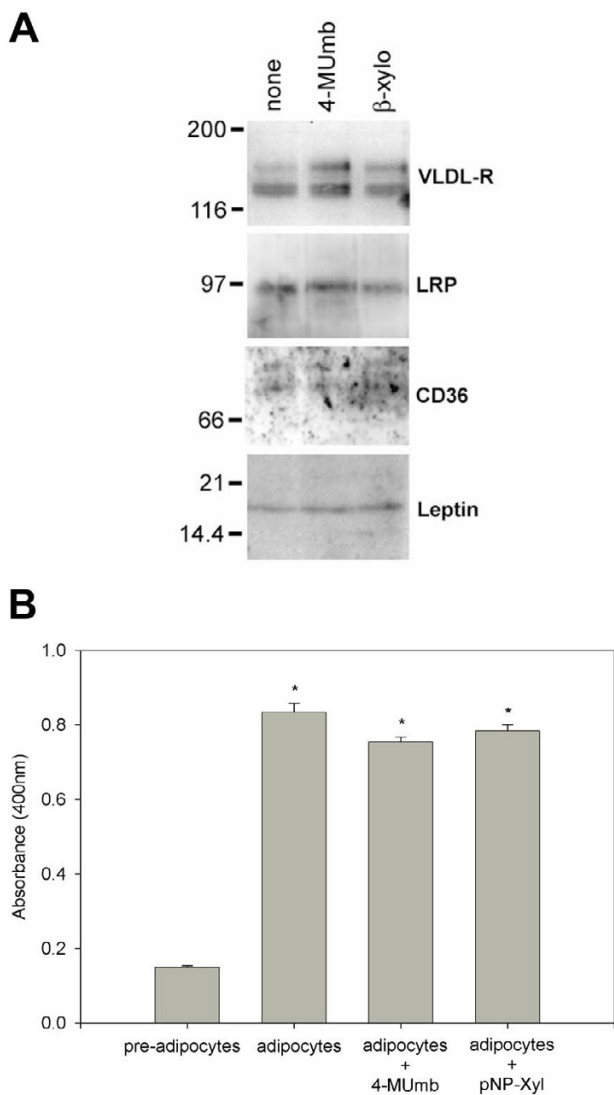 A
none 4-MUmb β-xylo
200
VLDL-R
116
97 LRP
CD36
66
21
Leptin
14.4
B
1.0
0.8
0.6
0.4
0.2
0.0
Absorbance (400nm)
* * *
pre-adipocytes adipocytes adipocytes adipocytes
+ +
4-MUmb pNP-Xyl